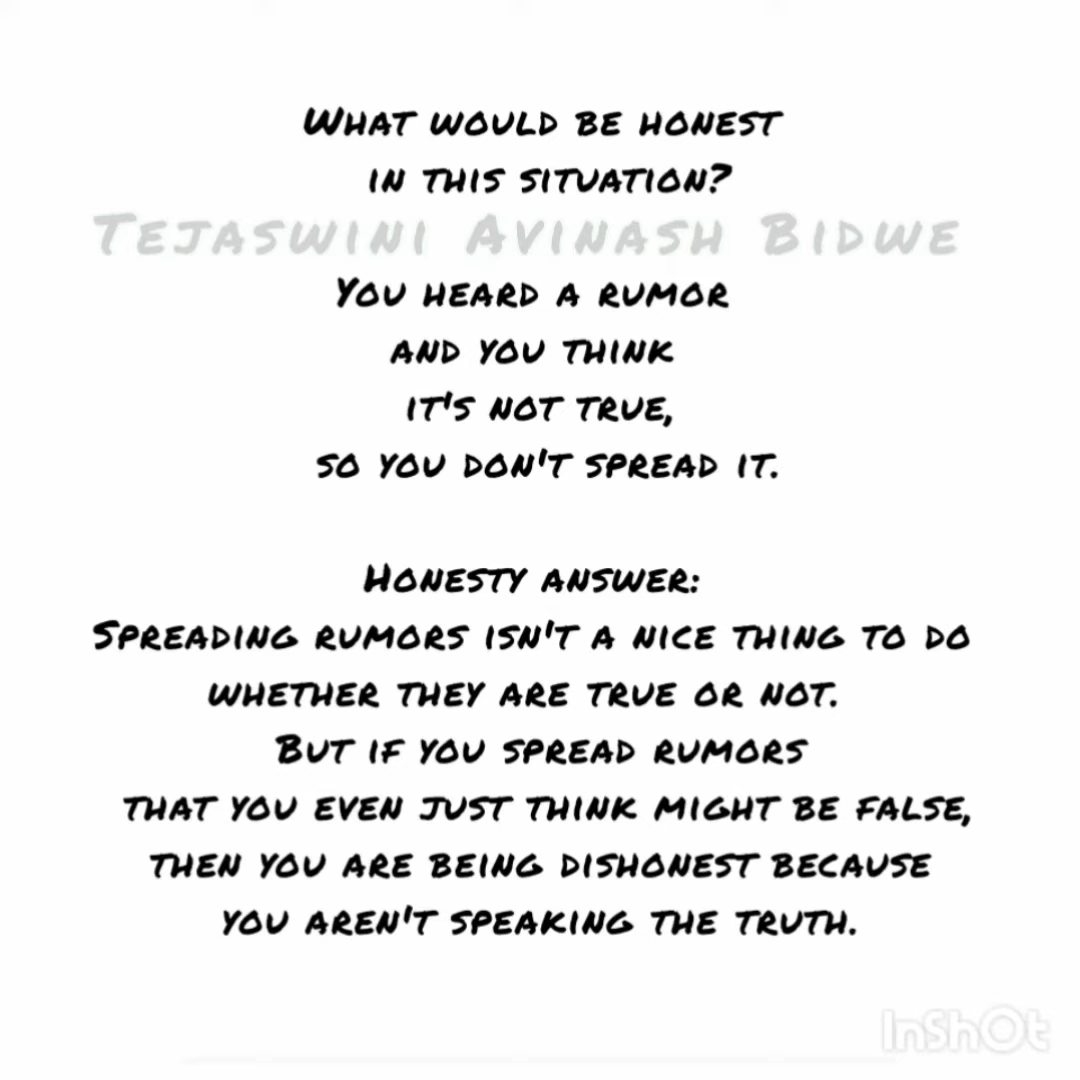 WHAT WOULD BE HONEST
IN THIS SITUATION?
TEJASWINI AVINASH BIDWE
YOU HEARD A RUMOR
AND YOU THINK
IT'S NOT TRUE,
SO YOU DON'T SPREAD IT.
HONESTY ANSWER:
SPREADING RUMORS ISN'T A NICE THING TO DO
WHETHER THEY ARE TRUE OR NOT.
BUT IF YOU SPREAD RUMORS
THAT YOU EVEN JUST THINK MIGHT BE FALSE,
THEN YOU ARE BEING DISHONEST BECAUSE
YOU AREN'T SPEAKING THE TRUTH.
InShOt